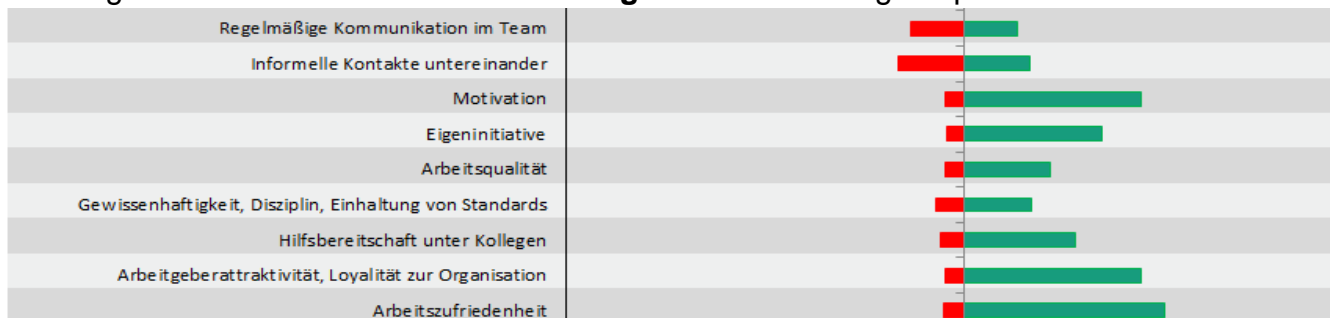 Regelmäßige Kommunikation im Team
Informelle Kontakte untereinander
Motivation
Eigeninitiative
Arbeitsqualität
Gewissenhaftigkeit, Disziplin, Einhaltung von Standards
Hilfsbereitschaft unter Kollegen
Arbeitgeberattraktivität, Loyalität zur Organisation
Arbeitszufriedenheit